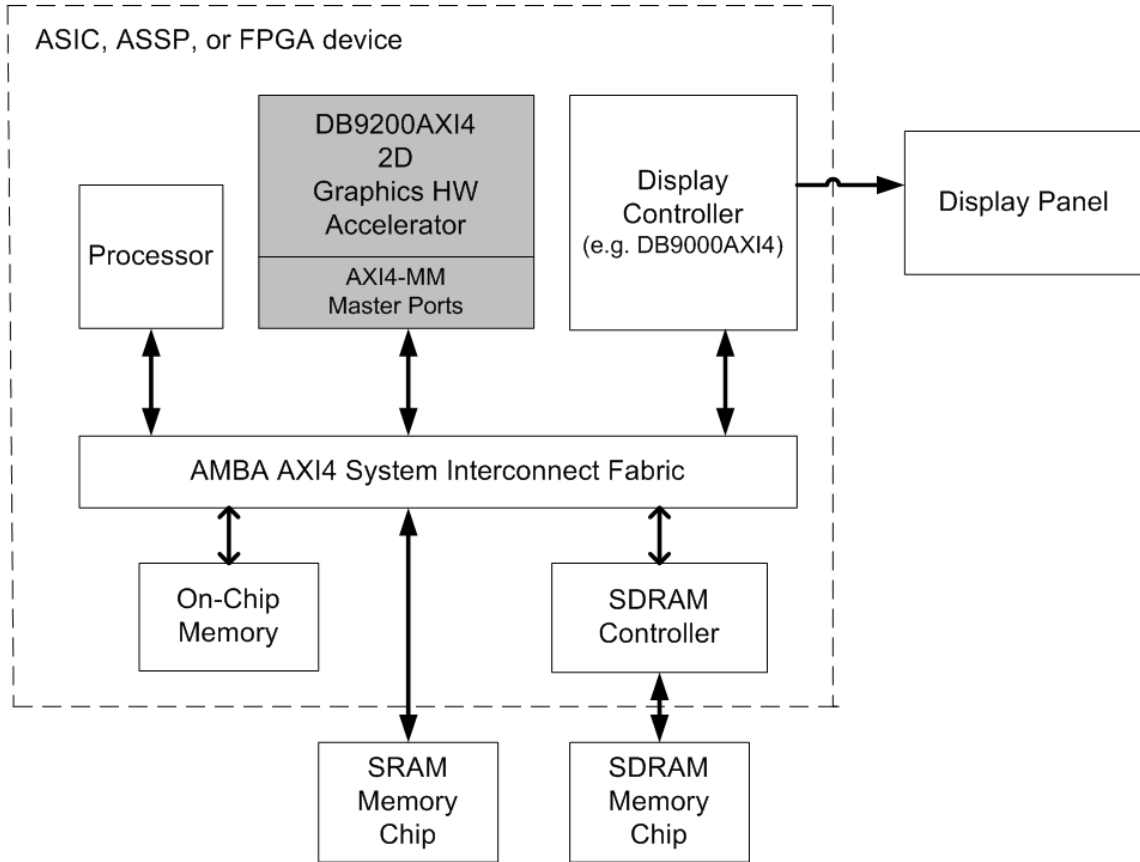 ASIC, ASSP, or FPGA device
DB9200AXI4
2D
Graphics HW
Accelerator
AXI4-MM
Master Ports
Processor
Display
Controller
(e.g. DB9000AXI4)
Display Panel
AMBA AXI4 System Interconnect Fabric
On-Chip
Memory
SDRAM
Controller
SRAM
Memory
Chip
SDRAM
Memory
Chip